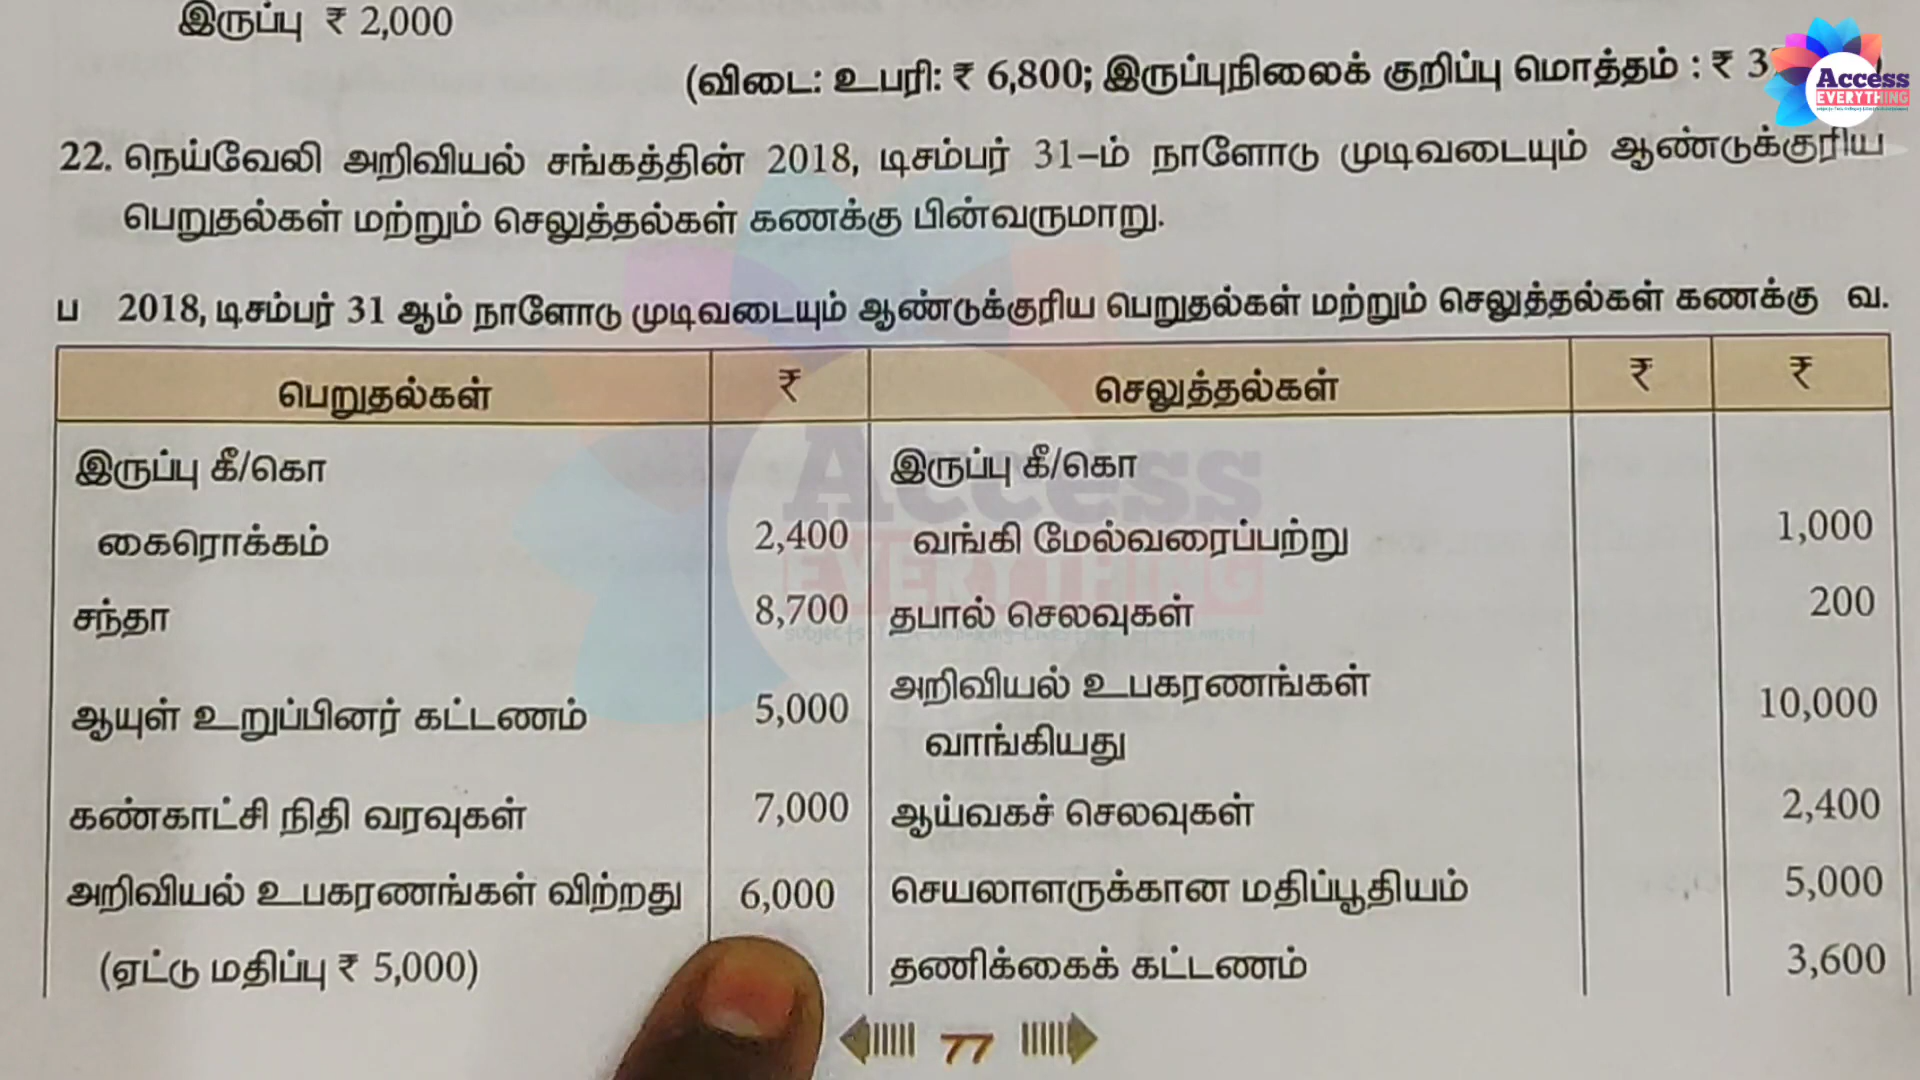 இருப்பு ₹ 2,000
(விடை: உபரி: ₹ 6,800; இருப்புநிலைக் குறிப்பு மொத்தம் : ₹
Access
EVERYTHING
22. நெய்வேலி அறிவியல் சங்கத்தின் 2018, டிசம்பர் 31–ம் நாளோடு முடிவடையும் ஆண்டுக்குரிய
பெறுதல்கள் மற்றும் செலுத்தல்கள் கணக்கு பின்வருமாறு.
ப 2018, டிசம்பர் 31 ஆம் நாளோடு முடிவடையும் ஆண்டுக்குரிய பெறுதல்கள் மற்றும் செலுத்தல்கள் கணக்கு வ.
பெறுதல்கள் ₹ செலுத்தல்கள் ₹ ₹
இருப்பு கீ/கொ இருப்பு கீ/கொ
கைரொக்கம் 2,400 வங்கி மேல்வரைப்பற்று 1,000
சந்தா 8,700 தபால் செலவுகள் 200
ஆயுள் உறுப்பினர் கட்டணம் 5,000 அறிவியல் உபகரணங்கள் 10,000
வாங்கியது
கண்காட்சி நிதி வரவுகள் 7,000 ஆய்வகச் செலவுகள் 2,400
அறிவியல் உபகரணங்கள் விற்றது 6,000 செயலாளருக்கான மதிப்பூதியம் 5,000
(ஏட்டு மதிப்பு ₹ 5,000) தணிக்கைக் கட்டணம் 3,600
Access
EVERYTHING
77